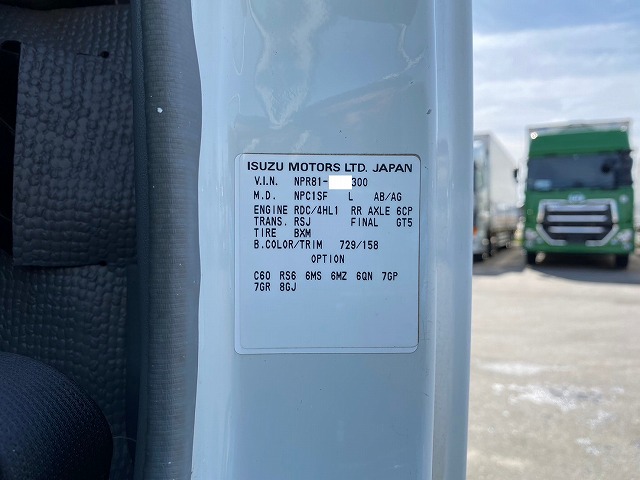 ISUZU MOTORS LTD. JAPAN
V.I.N. NPR81- 300
M.D. NPC1SF L AB/AG
ENGINE RDC/4HL1 RR AXLE 6CP
TRANS. RSJ FINAL GT5
TIRE BXM
B.COLOR/TRIM 729/158
OPTION
C60 RS6 6MS 6MZ 6QN 7GP
7GR 8GJ